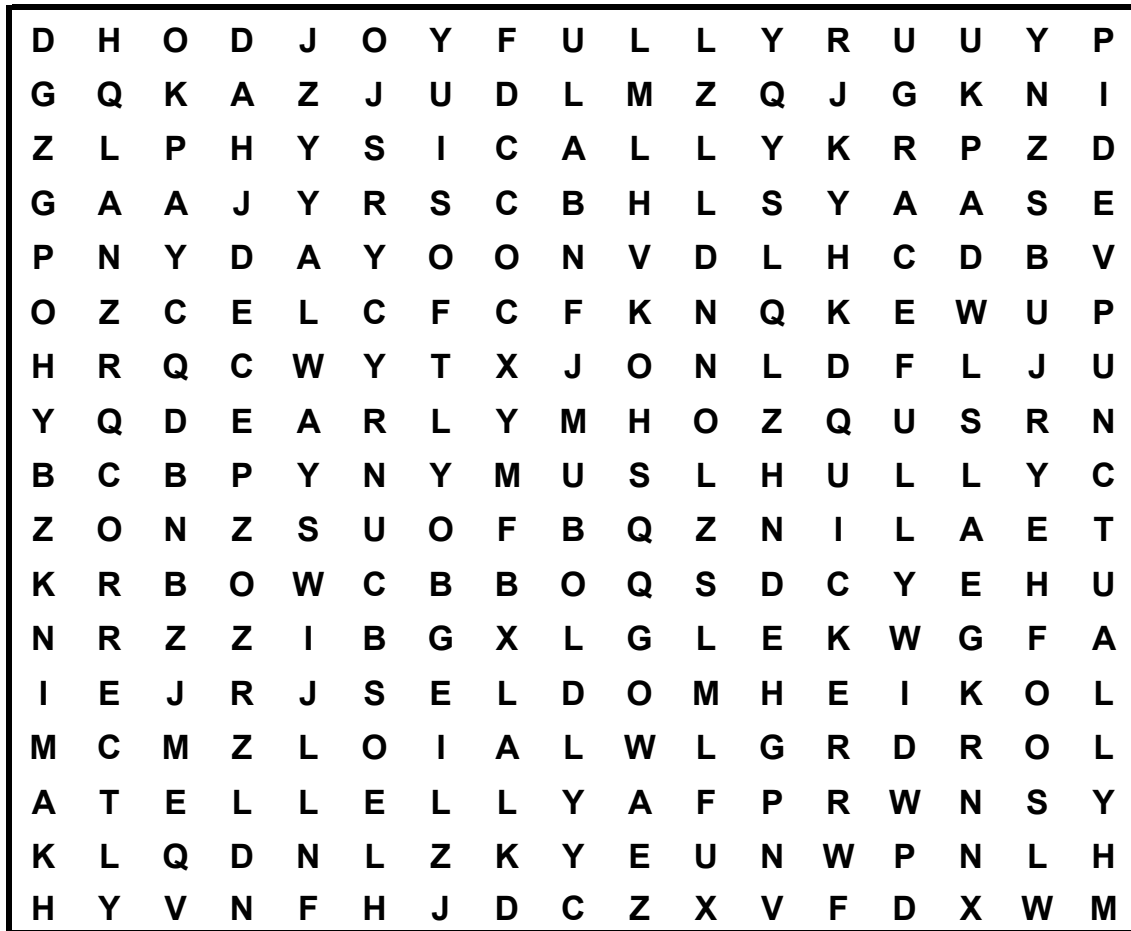 D H O D J O Y F U L L Y R U U Y P
G Q K A Z J U D L M Z Q J G K N I
Z L P H Y S I C A L L Y K R P Z D
G A A J Y R S C B H L S Y A A S E
P N Y D A Y O O N V D L H C D B V
O Z C E L C F C F K N Q K E W U P
H R Q C W Y T X J O N L D F L J U
Y Q D E A R L Y M H O Z Q U S R N
B C B P Y N Y M U S L H U L L Y C
Z O N Z S U O F B Q Z N I L A E T
K R B O W C B B O Q S D C Y E H U
N R Z Z I B G X L G L E K W G F A
I E J R J S E L D O M H E I K O L
M C M Z L O I A L W L G R D R O L
A T E L L E L L Y A F P R W N S Y
K L Q D N L Z K Y E U N W P N L H
H Y V N F H J D C Z X V F D X W M